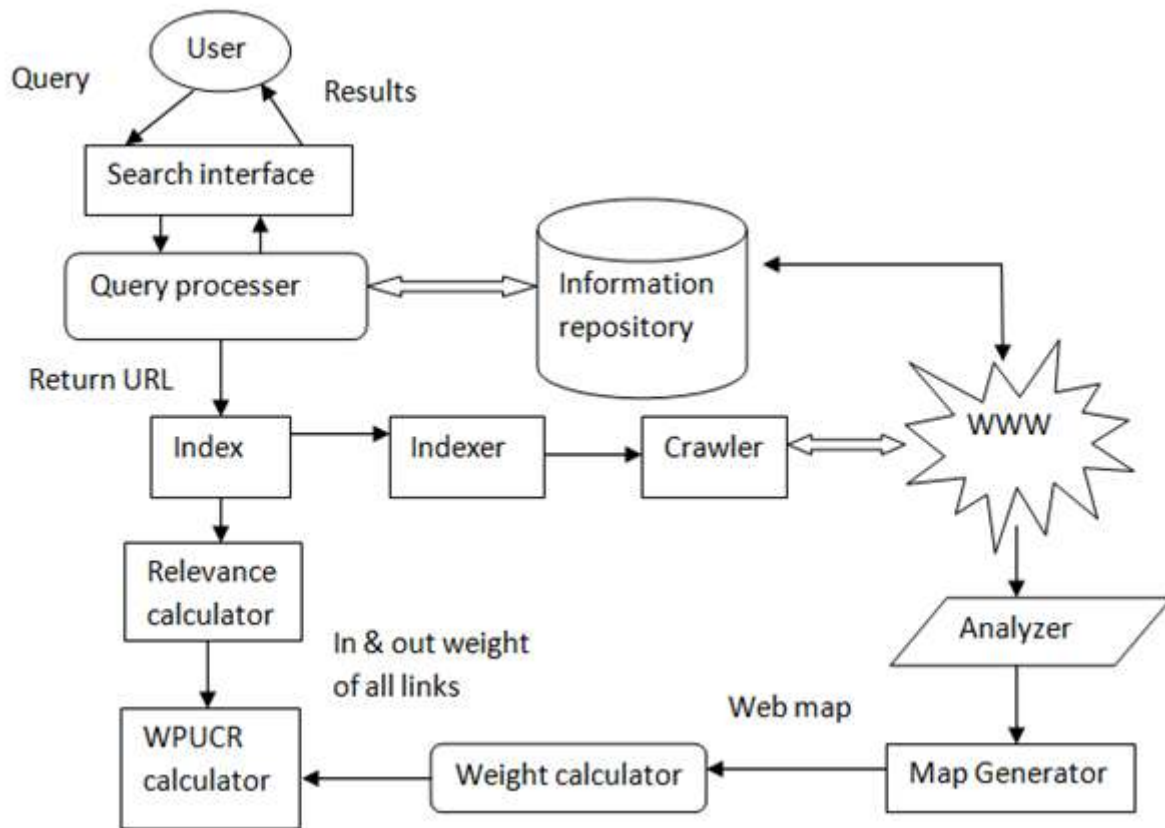 User
Query
Results
Search interface
Query processer
Information
repository
Return URL
WWW
Index
Indexer
Crawler
Relevance
calculator
Analyzer
In & out weight
of all links
Web map
WPUCR
calculator
Weight calculator
Map Generator